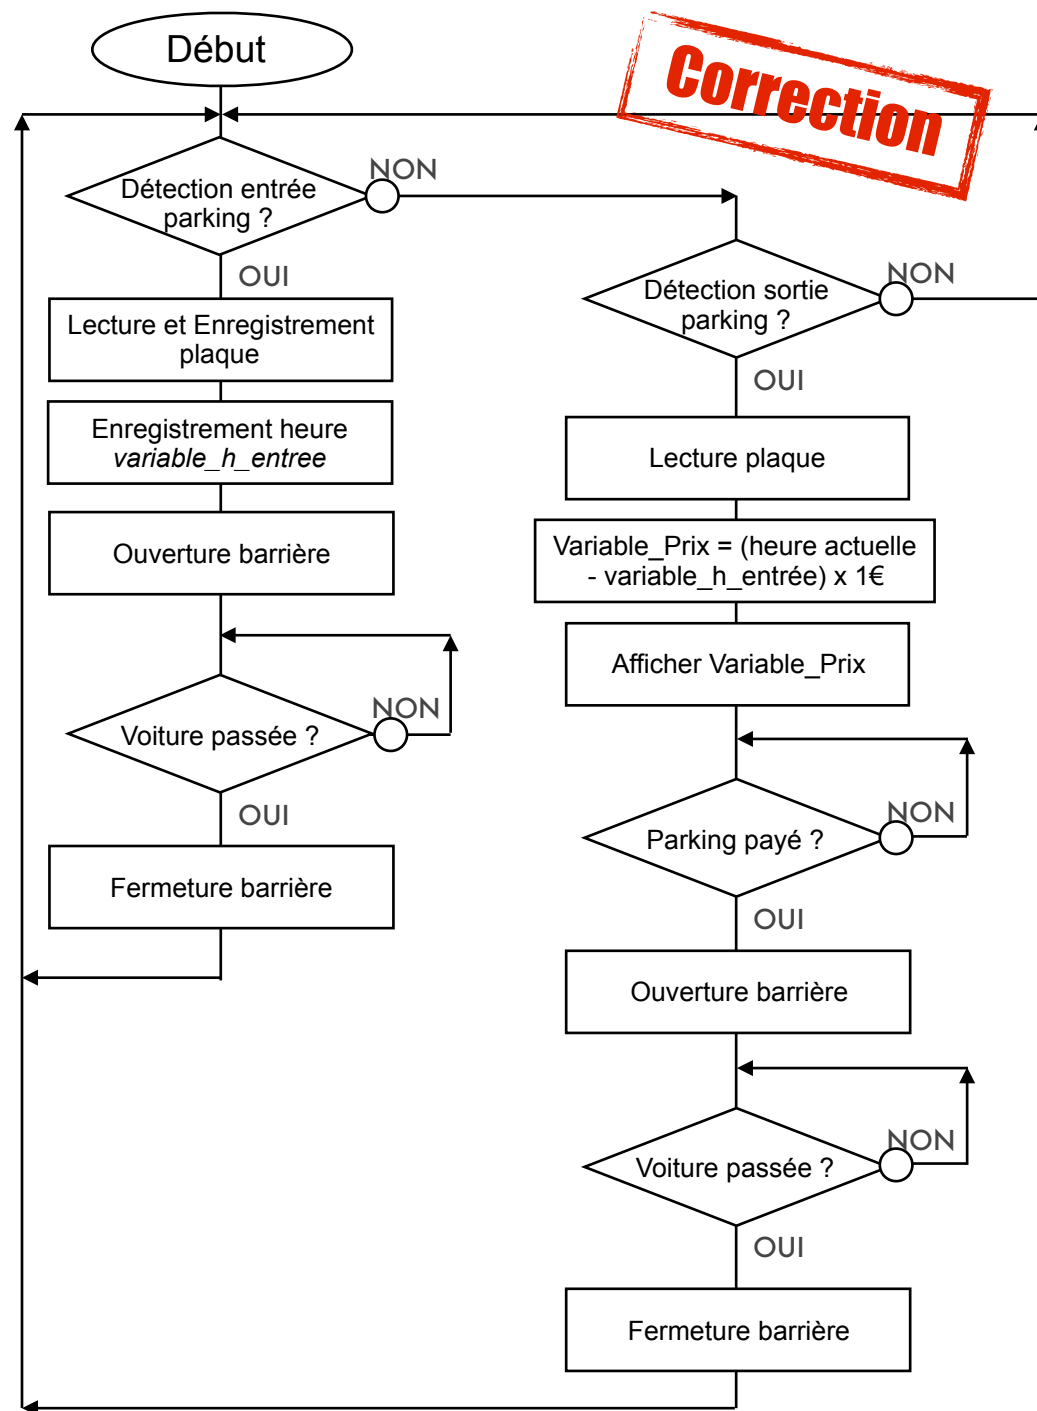 Début
Correction
Détection entrée
parking ?
NON
OUI
Lecture et Enregistrement
plaque
Enregistrement heure
variable_h_entree
Ouverture barrière
Voiture passée ?
NON
OUI
Fermeture barrière
Détection sortie
parking ?
NON
OUI
Lecture plaque
Variable_Prix = (heure actuelle
- variable_h_entrée) x 1€
Afficher Variable_Prix
Parking payé ?
NON
OUI
Ouverture barrière
Voiture passée ?
NON
OUI
Fermeture barrière